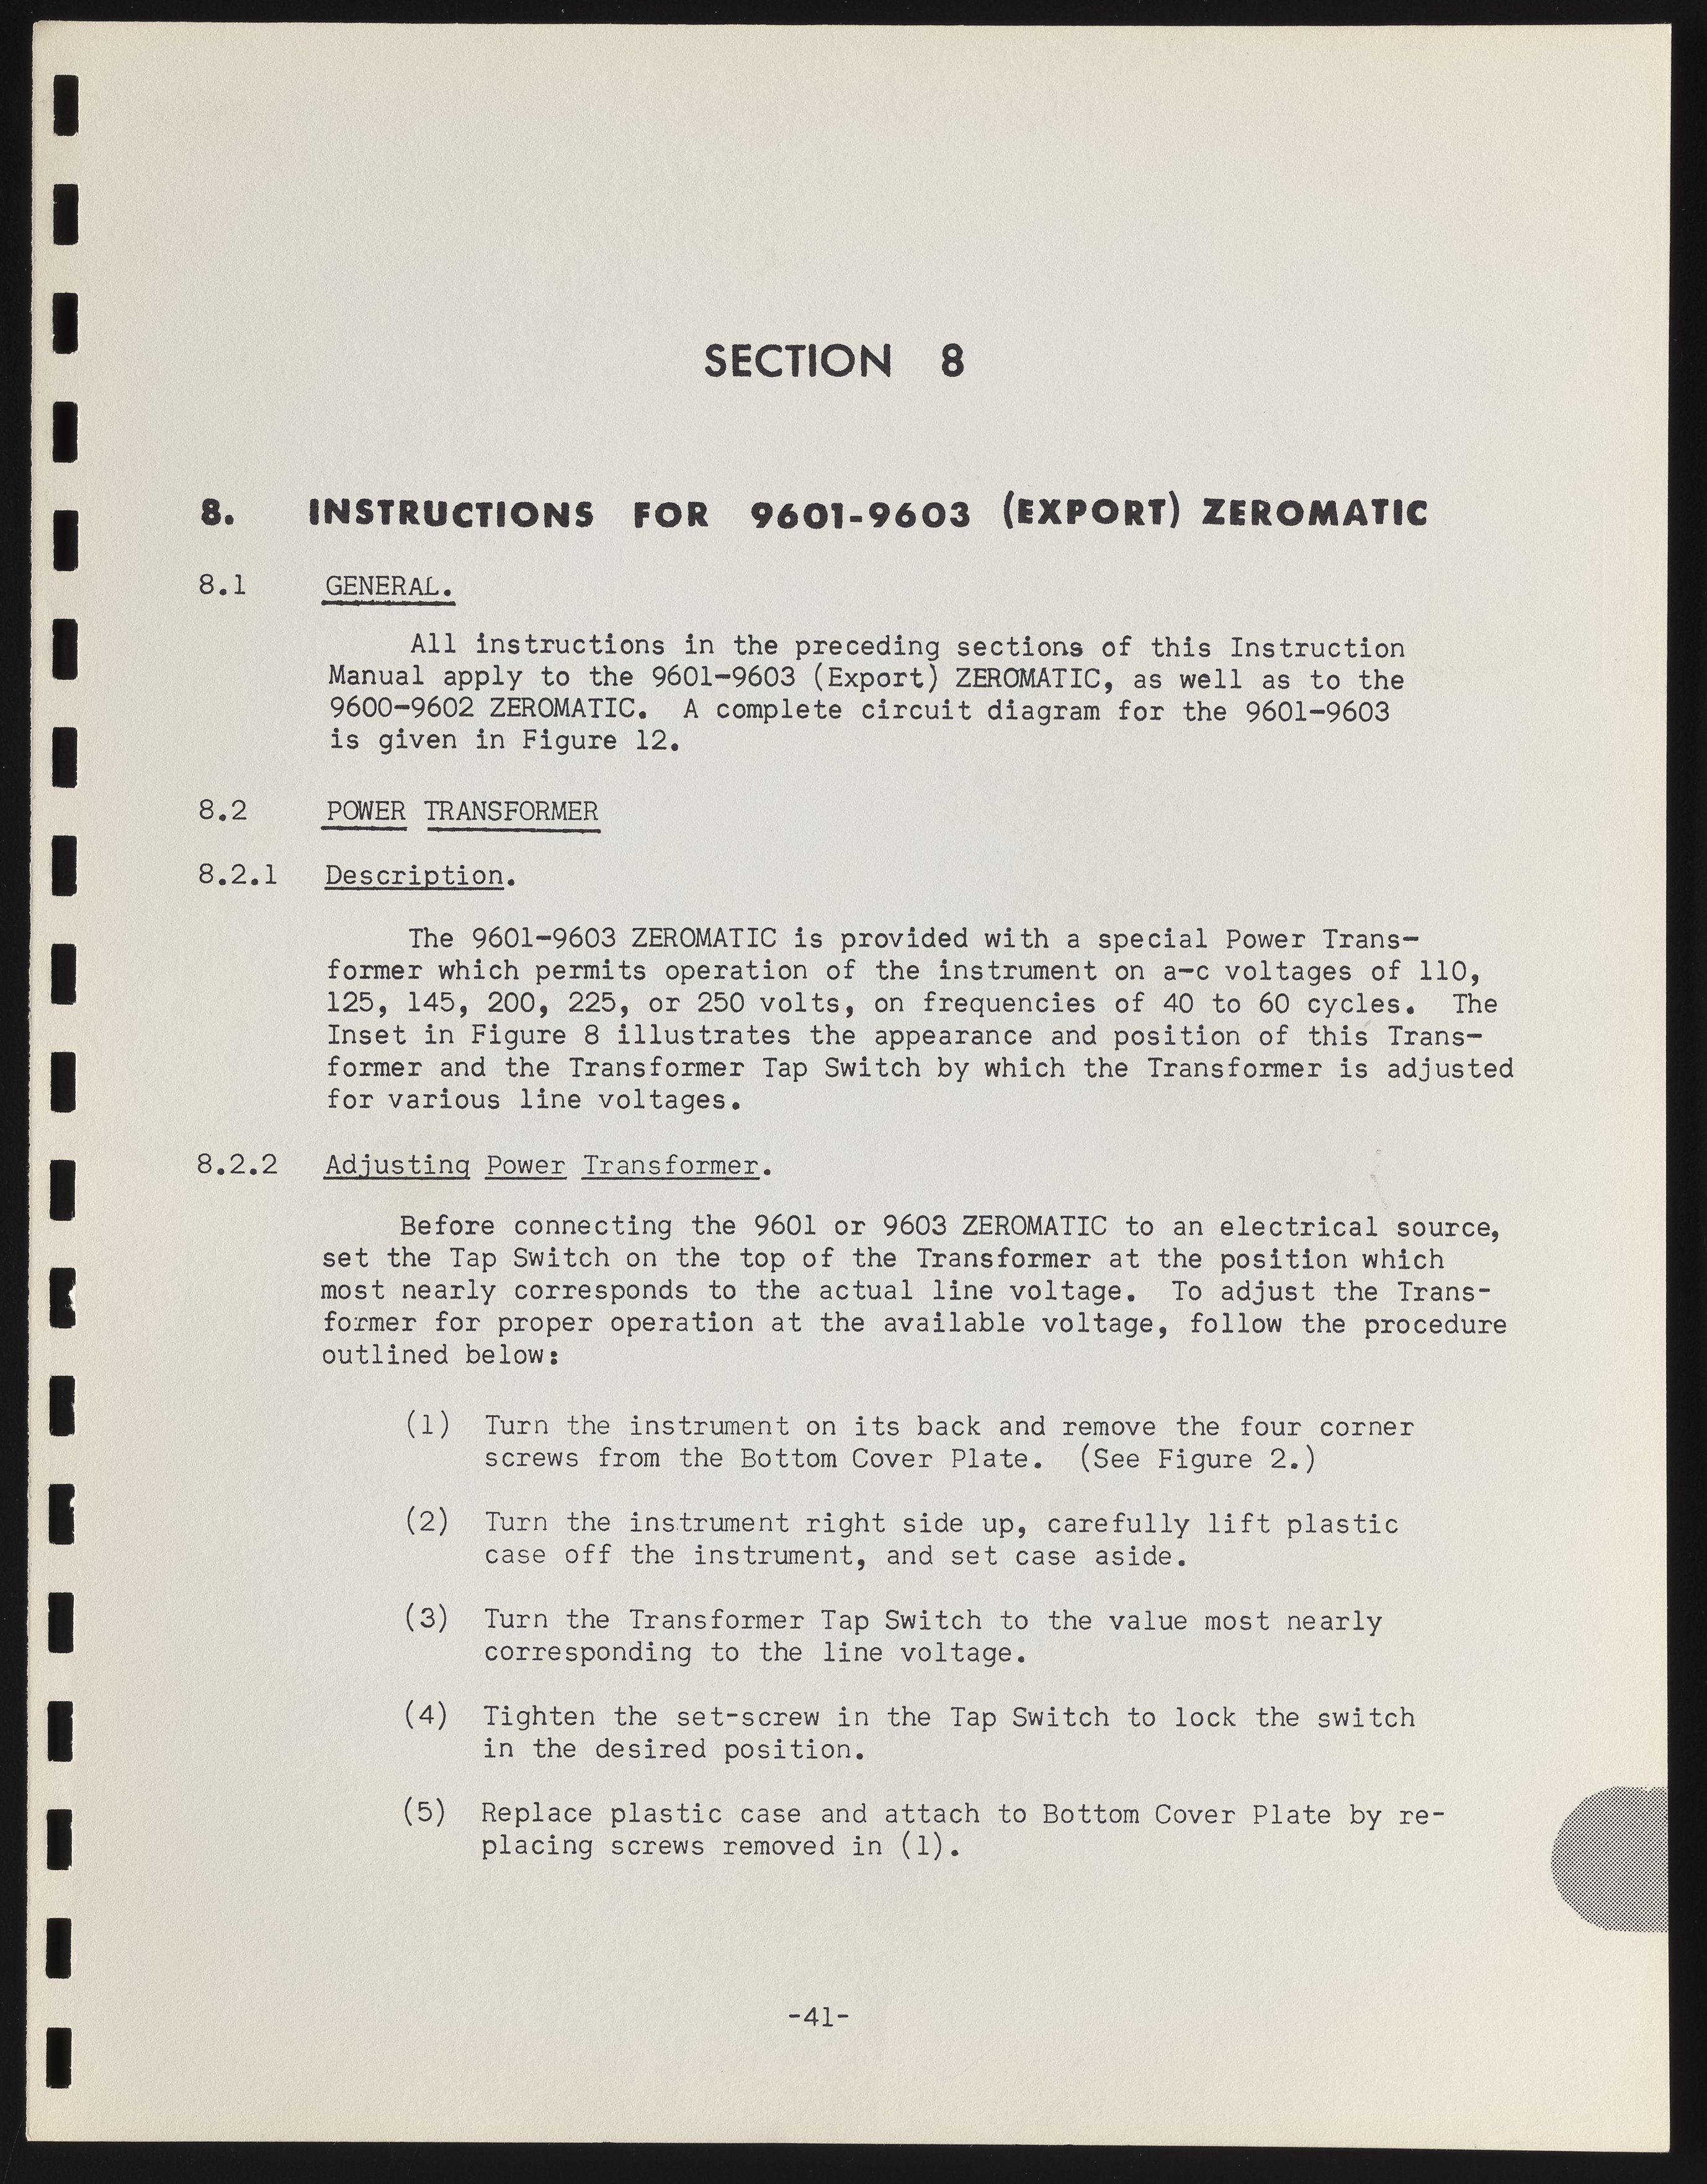 SECTION 8
8. INSTRUCTIONS FOR 9601-9603 (EXPORT) ZEROMATIC
8.1 GENERAL.
All instructions in the preceding sections of this Instruction
Manual apply to the 9601-9603 (Export) ZEROMATIC, as well as to the
9600-9602 ZEROMATIC. A complete circuit diagram for the 9601-9603
is given in Figure 12.
8.2 POWER TRANSFORMER
8.2.1 Description.
The 9601-9603 ZEROMATIC is provided with a special Power Trans-
former which permits operation of the instrument on a-c voltages of 110,
125, 145, 200, 225, or 250 volts, on frequencies of 40 to 60 cycles. The
Inset in Figure 8 illustrates the appearance and position of this Trans-
former and the Transformer Tap Switch by which the Transformer is adjusted
for various line voltages.
8.2.2 Adjusting Power Transformer.
Before connecting the 9601 or 9603 ZEROMATIC to an electrical source,
set the Tap Switch on the top of the Transformer at the position which
most nearly corresponds to the actual line voltage. To adjust the Trans-
former for proper operation at the available voltage, follow the procedure
outlined below:
(1) Turn the instrument on its back and remove the four corner
screws from the Bottom Cover Plate. (See Figure 2.)
(2) Turn the instrument right side up, carefully lift plastic
case off the instrument, and set case aside.
(3) Turn the Transformer Tap Switch to the value most nearly
corresponding to the line voltage.
(4) Tighten the set-screw in the Tap Switch to lock the switch
in the desired position.
(5) Replace plastic case and attach to Bottom Cover Plate by re-
placing screws removed in (1).
-41-